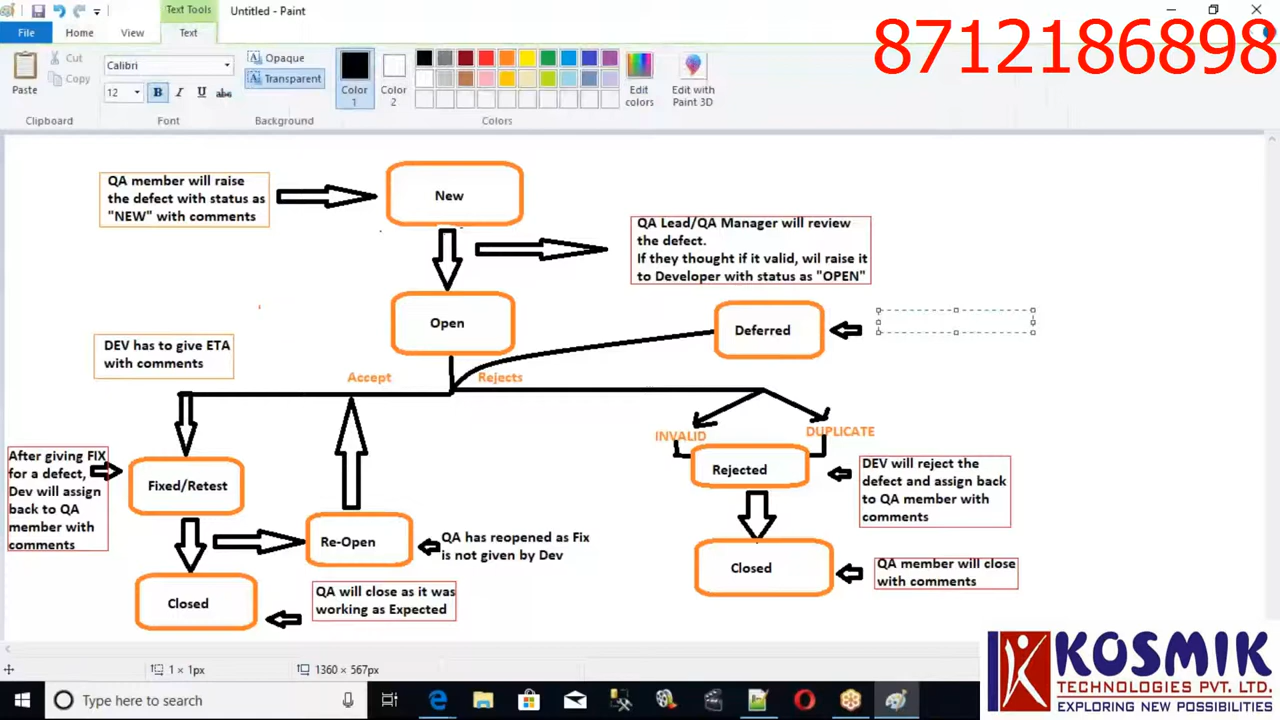 Text Tools
Untitled - Paint
8712186898
File
Home
View
Text
Paste
Cut
Copy
Calibri
12
B
I
U
abc
Opaque
Transparent
Color
1
Color
2
Edit
colors
Edit with
Paint 3D
Clipboard
Font
Background
Colors
QA member will raise
the defect with status as
"NEW" with comments
New
QA Lead/QA Manager will review
the defect.
If they thought if it valid, wil raise it
to Developer with status as "OPEN"
Open
Deferred
DEV has to give ETA
with comments
Accept
Rejects
INVALID
DUPLICATE
After giving FIX
for a defect,
Dev will assign
back to QA
member with
comments
Fixed/Retest
Rejected
DEV will reject the
defect and assign back
to QA member with
comments
Re-Open
QA has reopened as Fix
is not given by Dev
Closed
QA will close as it was
working as Expected
Closed
QA member will close
with comments
1 × 1px
1360 × 567px
KOSMIK
TECHNOLOGIES PVT. LTD.
EXPLORING NEW POSSIBILITIES
Type here to search